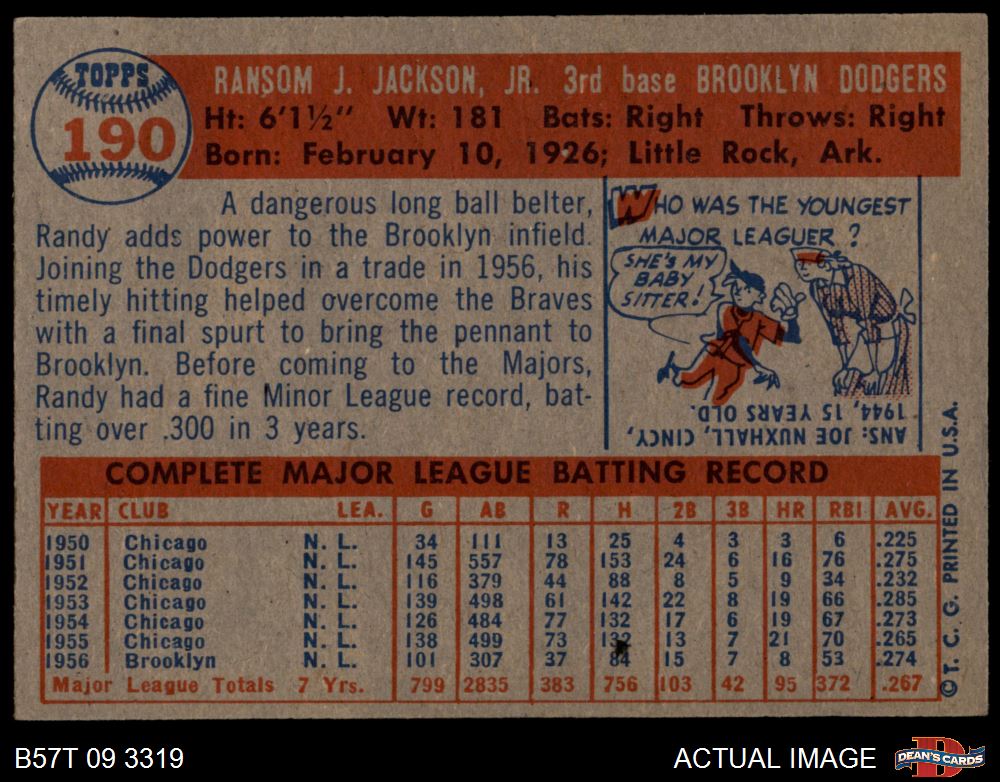 TOPPS
190
RANSOM J. JACKSON, JR. 3rd base BROOKLYN DODGERS
Ht: 6'1½" Wt: 181 Bats: Right Throws: Right
Born: February 10, 1926; Little Rock, Ark.
A dangerous long ball belter,
Randy adds power to the Brooklyn infield.
Joining the Dodgers in a trade in 1956, his
timely hitting helped overcome the Braves
with a final spurt to bring the pennant to
Brooklyn. Before coming to the Majors,
Randy had a fine Minor League record, bat-
ting over .300 in 3 years.
WHO WAS THE YOUNGEST
MAJOR LEAGUER?
SHE'S MY
BABY
SITTER!
ANS: JOE NUXHALL, CINCY,
1944, 15 YEARS OLD.
COMPLETE MAJOR LEAGUE BATTING RECORD
YEAR CLUB LEA. G AB R H 2B 3B HR RBI AVG.
1950 Chicago N. L. 34 111 13 25 4 3 3 6 .225
1951 Chicago N. L. 145 557 78 153 24 6 16 76 .275
1952 Chicago N. L. 116 379 44 88 8 5 9 34 .232
1953 Chicago N. L. 139 498 61 142 22 8 19 66 .285
1954 Chicago N. L. 126 484 77 132 17 6 19 67 .273
1955 Chicago N. L. 138 499 73 132 13 7 21 70 .265
1956 Brooklyn N. L. 101 307 37 84 15 7 8 53 .274
Major League Totals 7 Yrs. 799 2835 383 756 103 42 95 372 .267
©T. C. G. PRINTED IN U.S.A.
B57T 09 3319
ACTUAL IMAGE
DEAN'S CARDS